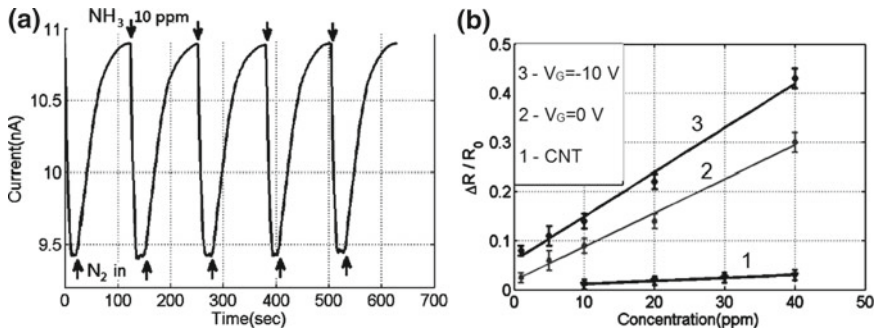 (a)
NH3 10 ppm
11
10.5
10
9.5
Current(nA)
N2 in
0 100 200 300 400 500 600 700
Time(sec)
(b)
0.5
0.4
0.3
0.2
0.1
0
ΔR / R0
3 - VG=-10 V
2 - VG=0 V
1 - CNT
3
2
1
0 10 20 30 40 50
Concentration(ppm)